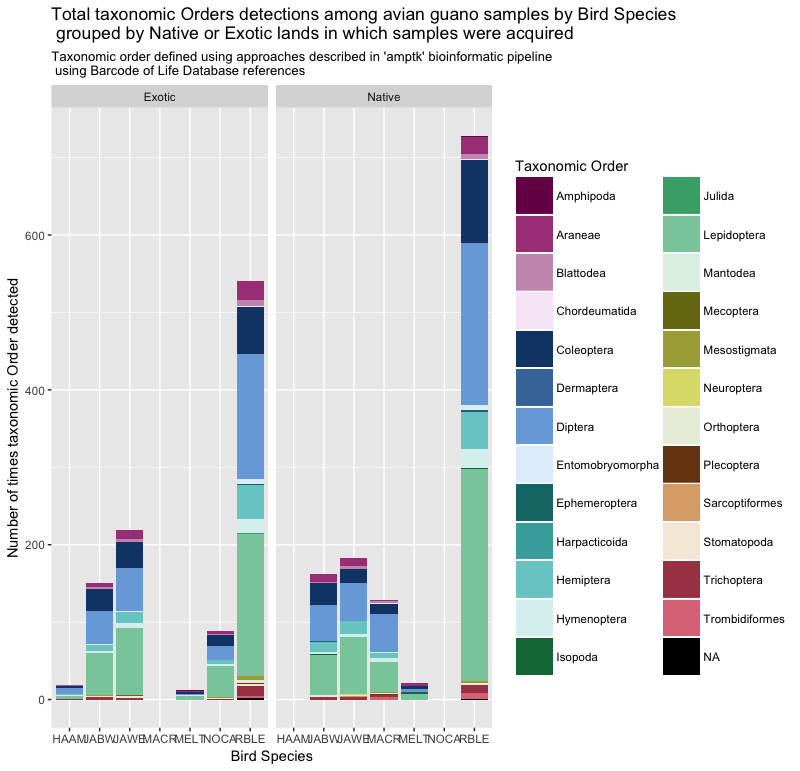 Total taxonomic Orders detections among avian guano samples by Bird Species
grouped by Native or Exotic lands in which samples were acquired
Taxonomic order defined using approaches described in 'amptk' bioinformatic pipeline
using Barcode of Life Database references
Exotic
Native
600
400
200
0
Number of times taxonomic Order detected
HAAM JABW JAWE MACR MELT NOCA RBLE
HAAM JABW JAWE MACR MELT NOCA RBLE
Bird Species
Taxonomic Order
Amphipoda
Araneae
Blattodea
Chordeumatida
Coleoptera
Dermaptera
Diptera
Entomobryomorpha
Ephemeroptera
Harpacticoida
Hemiptera
Hymenoptera
Isopoda
Julida
Lepidoptera
Mantodea
Mecoptera
Mesostigmata
Neuroptera
Orthoptera
Plecoptera
Sarcoptiformes
Stomatopoda
Trichoptera
Trombidiformes
NA